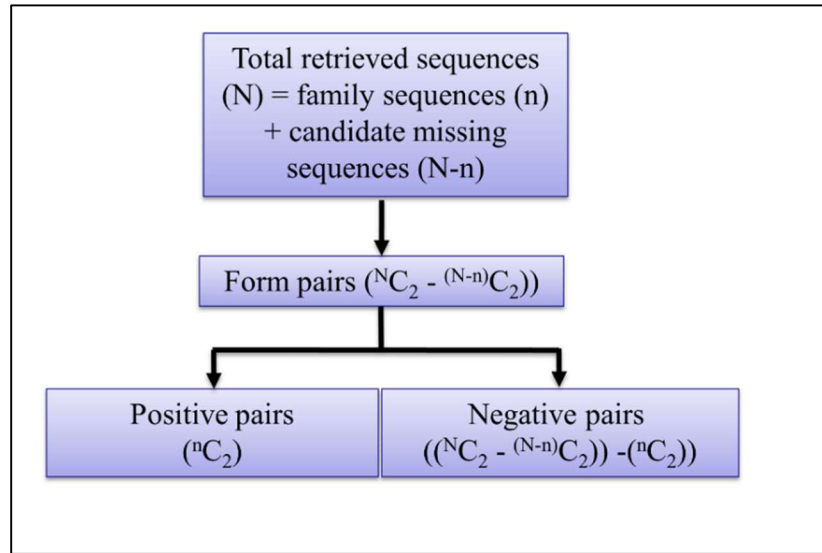 Total retrieved sequences
(N) = family sequences (n)
+ candidate missing
sequences (N-n)
Form pairs (ᴺC₂ - ⁽ᴺ⁻ⁿ⁾C₂))
Positive pairs
(ⁿC₂)
Negative pairs
((ᴺC₂ - ⁽ᴺ⁻ⁿ⁾C₂)) -(ⁿC₂))